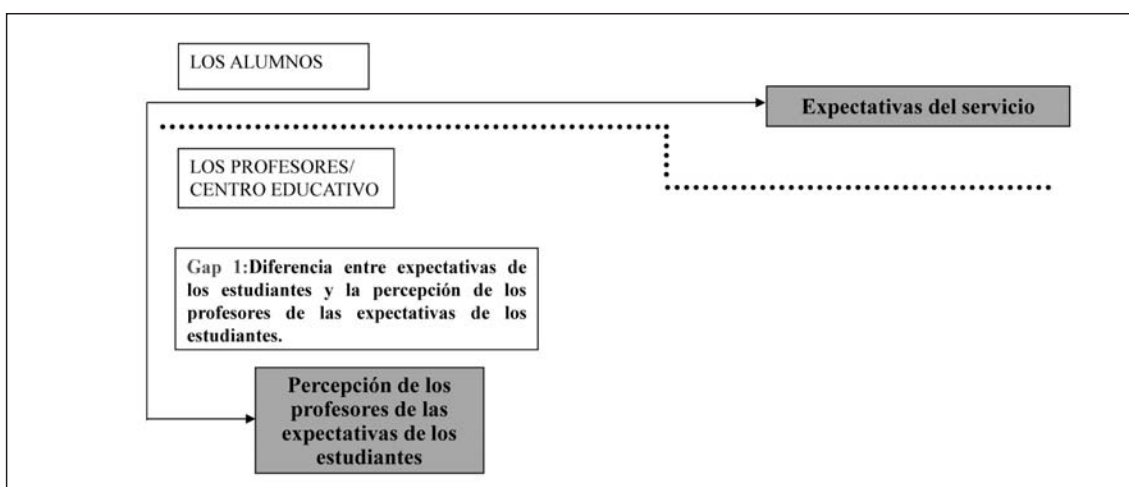 LOS ALUMNOS
Expectativas del servicio
LOS PROFESORES/
CENTRO EDUCATIVO
Gap 1:Diferencia entre expectativas de
los estudiantes y la percepción de los
profesores de las expectativas de los
estudiantes.
Percepción de los
profesores de las
expectativas de los
estudiantes